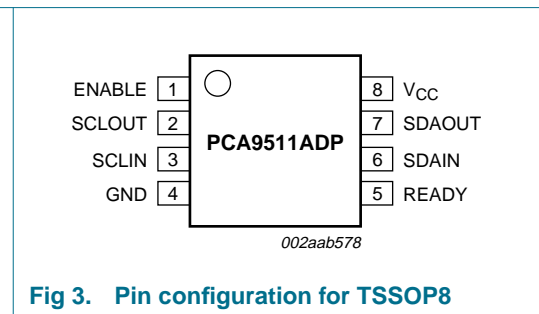 ENABLE 1 8 VCC
SCLOUT 2 7 SDAOUT
PCA9511ADP
SCLIN 3 6 SDAIN
GND 4 5 READY
002aab578
Fig 3. Pin configuration for TSSOP8